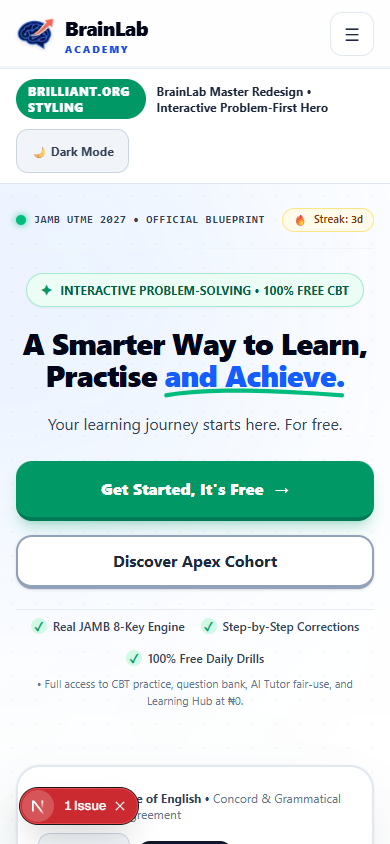 BrainLab
ACADEMY
☰
BRILLIANT.ORG
STYLING
BrainLab Master Redesign •
Interactive Problem-First Hero
🌙 Dark Mode
JAMB UTME 2027 • OFFICIAL BLUEPRINT
🔥 Streak: 3d
✦ INTERACTIVE PROBLEM-SOLVING • 100% FREE CBT
A Smarter Way to Learn,
Practise and Achieve.
Your learning journey starts here. For free.
Get Started, It's Free →
Discover Apex Cohort
✓ Real JAMB 8-Key Engine ✓ Step-by-Step Corrections
✓ 100% Free Daily Drills
• Full access to CBT practice, question bank, AI Tutor fair-use, and
Learning Hub at ₦0.
of English • Concord & Grammatical
N 1 Issue ×